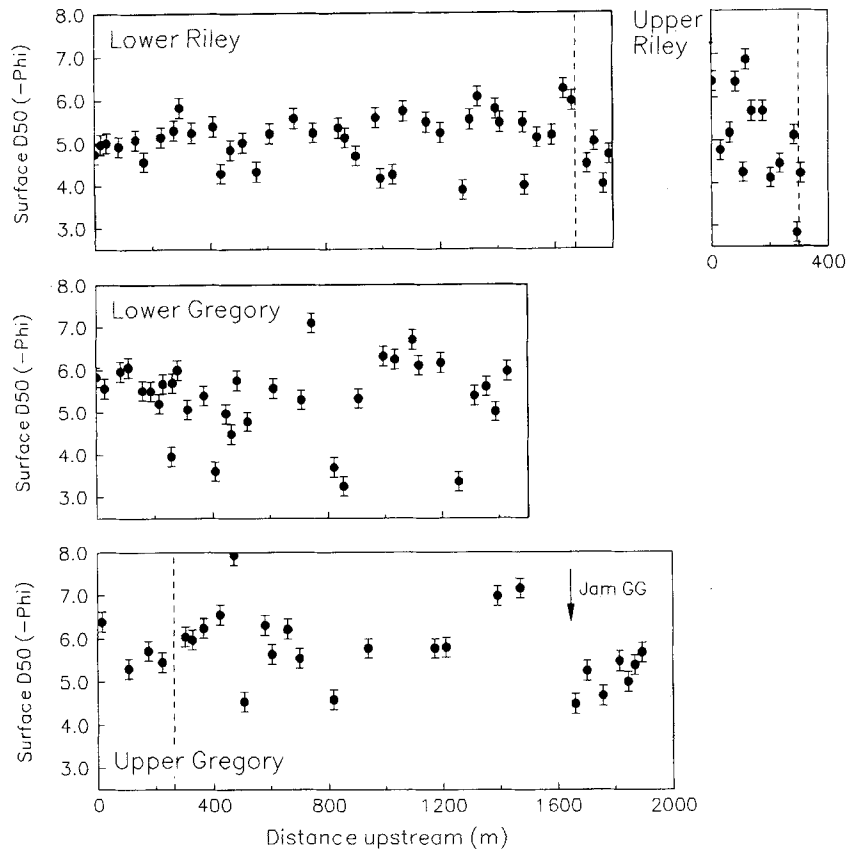 8.0
7.0
6.0
5.0
4.0
3.0
Surface D50 (−Phi)
Lower Riley
Upper
Riley
0
400
8.0
7.0
6.0
5.0
4.0
3.0
Surface D50 (−Phi)
Lower Gregory
8.0
7.0
6.0
5.0
4.0
3.0
Surface D50 (−Phi)
Jam GG
Upper Gregory
0
400
800
1200
1600
2000
Distance upstream (m)